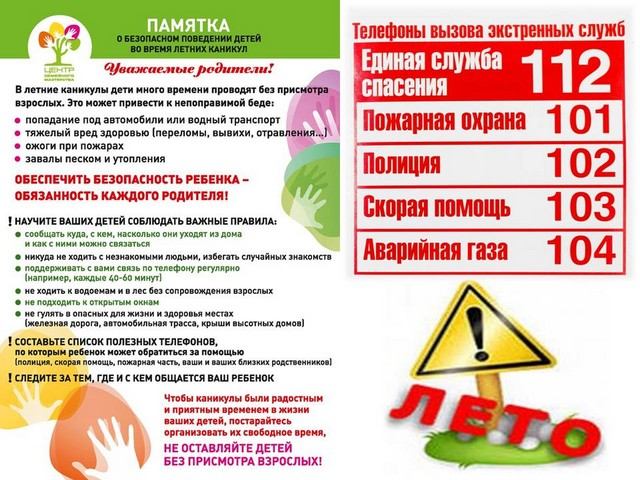 ЦЕНТР
СЕМЕЙНОГО
МАСТЕРСТВА
ПАМЯТКА
О БЕЗОПАСНОМ ПОВЕДЕНИИ ДЕТЕЙ
ВО ВРЕМЯ ЛЕТНИХ КАНИКУЛ
Уважаемые родители!
В летние каникулы дети много времени проводят без присмотра
взрослых. Это может привести к непоправимой беде:
• попадание под автомобили или водный транспорт
• тяжелый вред здоровью (переломы, вывихи, отравления...)
• ожоги при пожарах
• завалы песком и утопления
ОБЕСПЕЧИТЬ БЕЗОПАСНОСТЬ РЕБЕНКА –
ОБЯЗАННОСТЬ КАЖДОГО РОДИТЕЛЯ!
! НАУЧИТЕ ВАШИХ ДЕТЕЙ СОБЛЮДАТЬ ВАЖНЫЕ ПРАВИЛА:
• сообщать куда, с кем, насколько они уходят из дома
и как с ними можно связаться
• никуда не ходить с незнакомыми людьми, избегать случайных знакомств
• поддерживать с вами связь по телефону регулярно
(например, каждые 40-60 минут)
• не ходить к водоемам и в лес без сопровождения взрослых
• не подходить к открытым окнам
• не гулять в опасных для жизни и здоровья местах
(железная дорога, автомобильная трасса, крыши высотных домов)
! СОСТАВЬТЕ СПИСОК ПОЛЕЗНЫХ ТЕЛЕФОНОВ,
по которым ребенок может обратиться за помощью
(полиция, скорая помощь, пожарная часть, ваши и ваших близких родственников)
! СЛЕДИТЕ ЗА ТЕМ, ГДЕ И С КЕМ ОБЩАЕТСЯ ВАШ РЕБЕНОК
Чтобы каникулы были радостным
и приятным временем в жизни
ваших детей, постарайтесь
организовать их свободное время,
НЕ ОСТАВЛЯЙТЕ ДЕТЕЙ
БЕЗ ПРИСМОТРА ВЗРОСЛЫХ!
Телефоны вызова экстренных служб
Единая служба
спасения 112
Пожарная охрана 101
Полиция 102
Скорая помощь 103
Аварийная газа 104
!
ЛЕТО